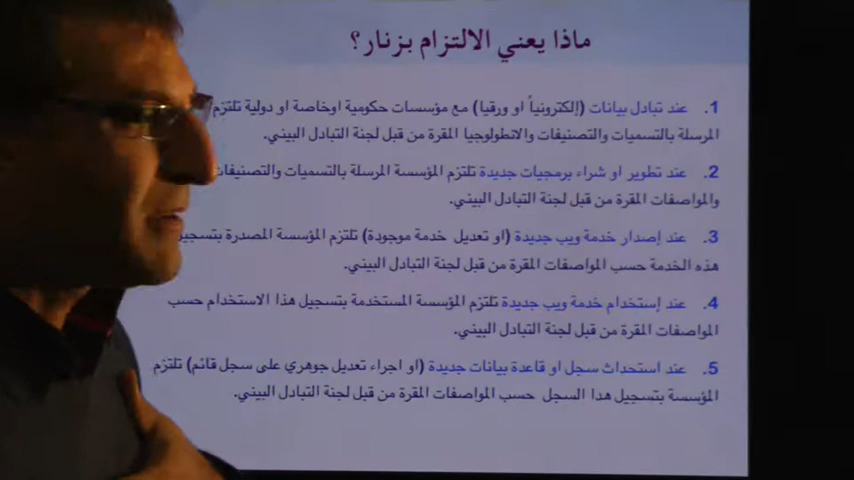 ماذا يعني الالتزام بزنار؟
1. عند تبادل بيانات (إلكترونياً او ورقيا) مع مؤسسات حكومية اوخاصة او دولية تلتزم
المرسلة بالتسميات والتصنيفات والانطولوجيا المقرة من قبل لجنة التبادل البيني.
2. عند تطوير او شراء برمجيات جديدة تلتزم المؤسسة المرسلة بالتسميات والتصنيفات
والمواصفات المقرة من قبل لجنة التبادل البيني.
3. عند إصدار خدمة ويب جديدة (او تعديل خدمة موجودة) تلتزم المؤسسة المصدرة
هذه الخدمة حسب المواصفات المقرة من قبل لجنة التبادل البيني.
4. عند إستخدام خدمة ويب جديدة تلتزم المؤسسة المستخدمة بتسجيل هذا الاستخدام حسب
المواصفات المقرة من قبل لجنة التبادل البيني.
5. عند استحداث سجل او قاعدة بيانات جديدة (او اجراء تعديل جوهري على سجل قائم) تلتزم
المؤسسة بتسجيل هذا السجل حسب المواصفات المقرة من قبل لجنة التبادل البيني.